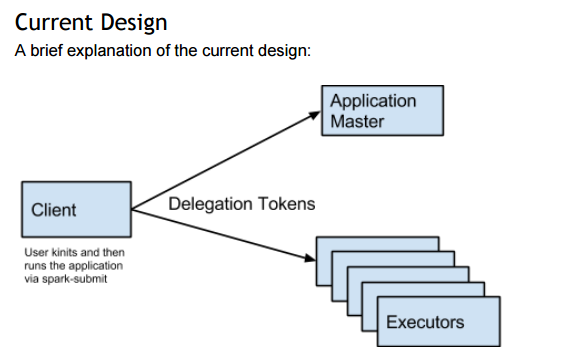 Current Design
A brief explanation of the current design:
Application
Master
Client
Delegation Tokens
User kinits and then
runs the application
via spark-submit
Executors